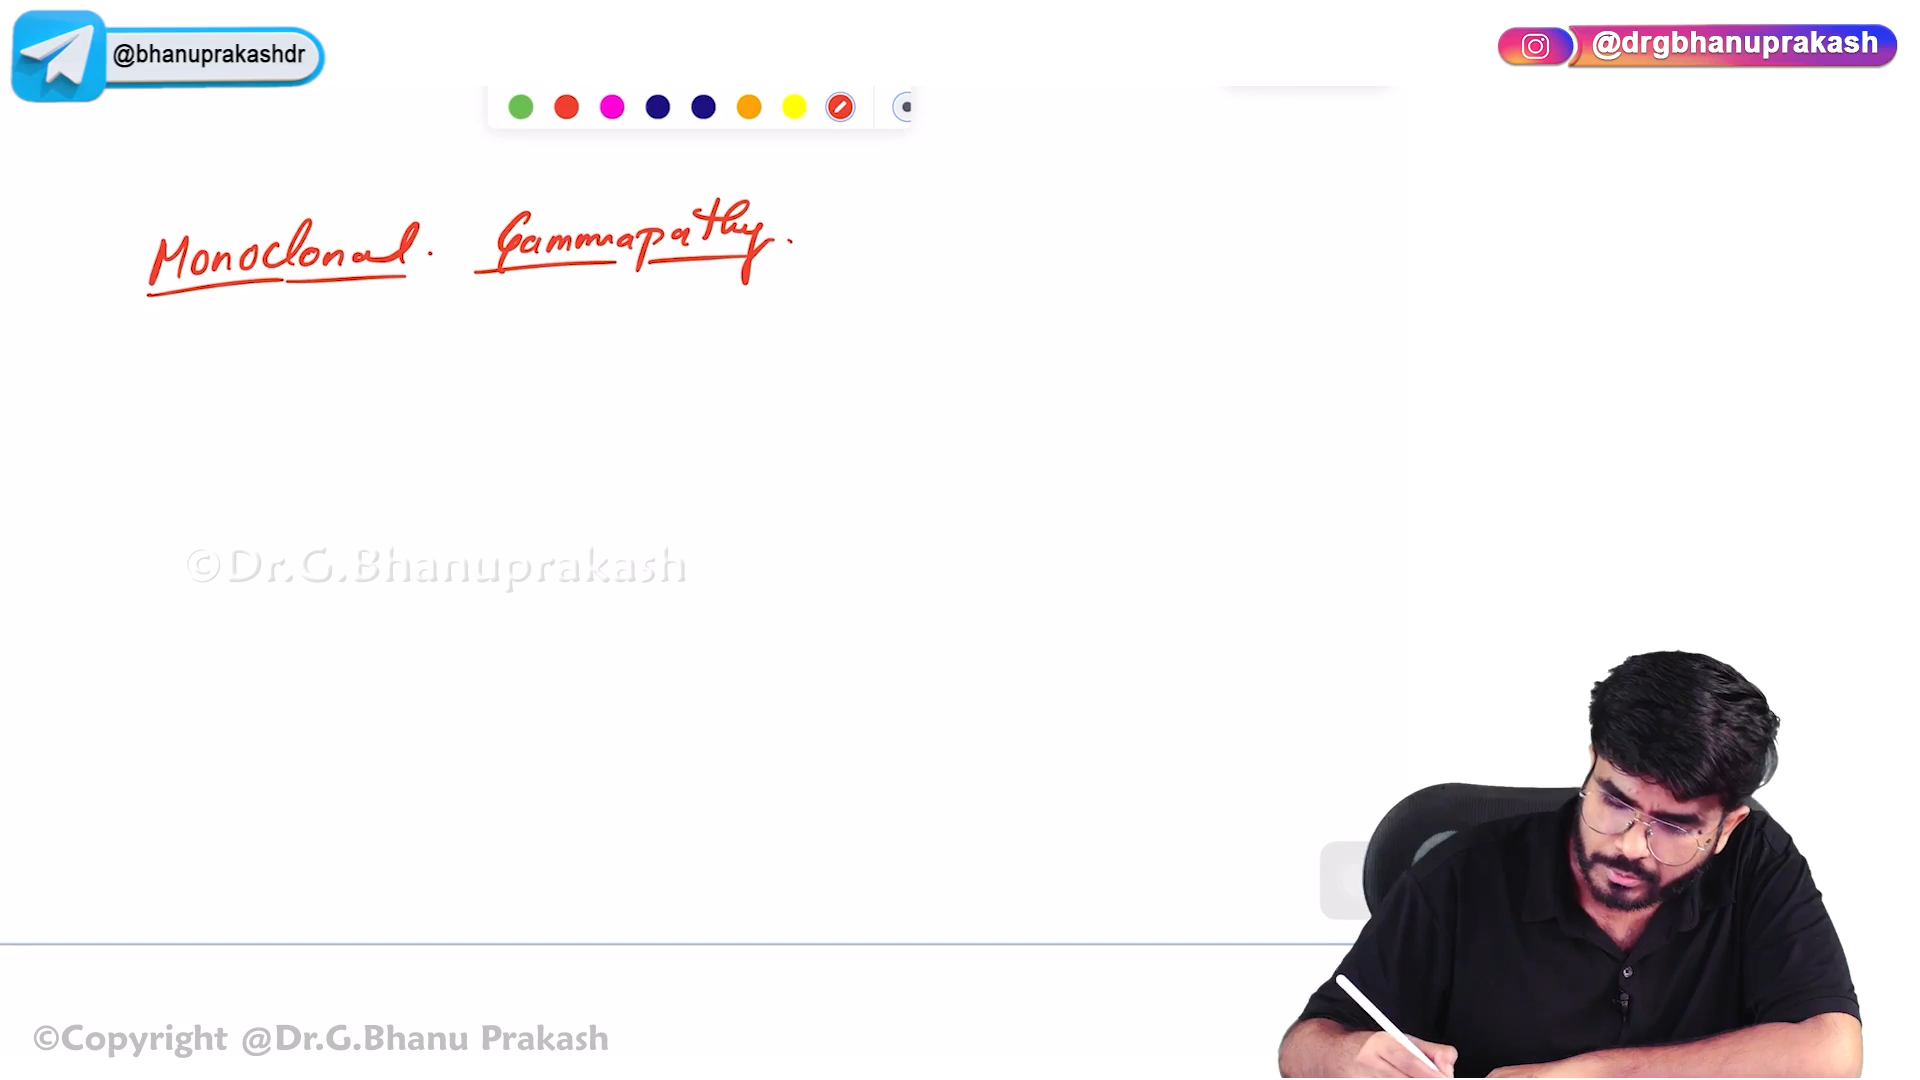 @bhanuprakashdr
@drgbhanuprakash
Monoclonal. Gammapathy.
©Dr.G.Bhanuprakash
©Copyright @Dr.G.Bhanu Prakash